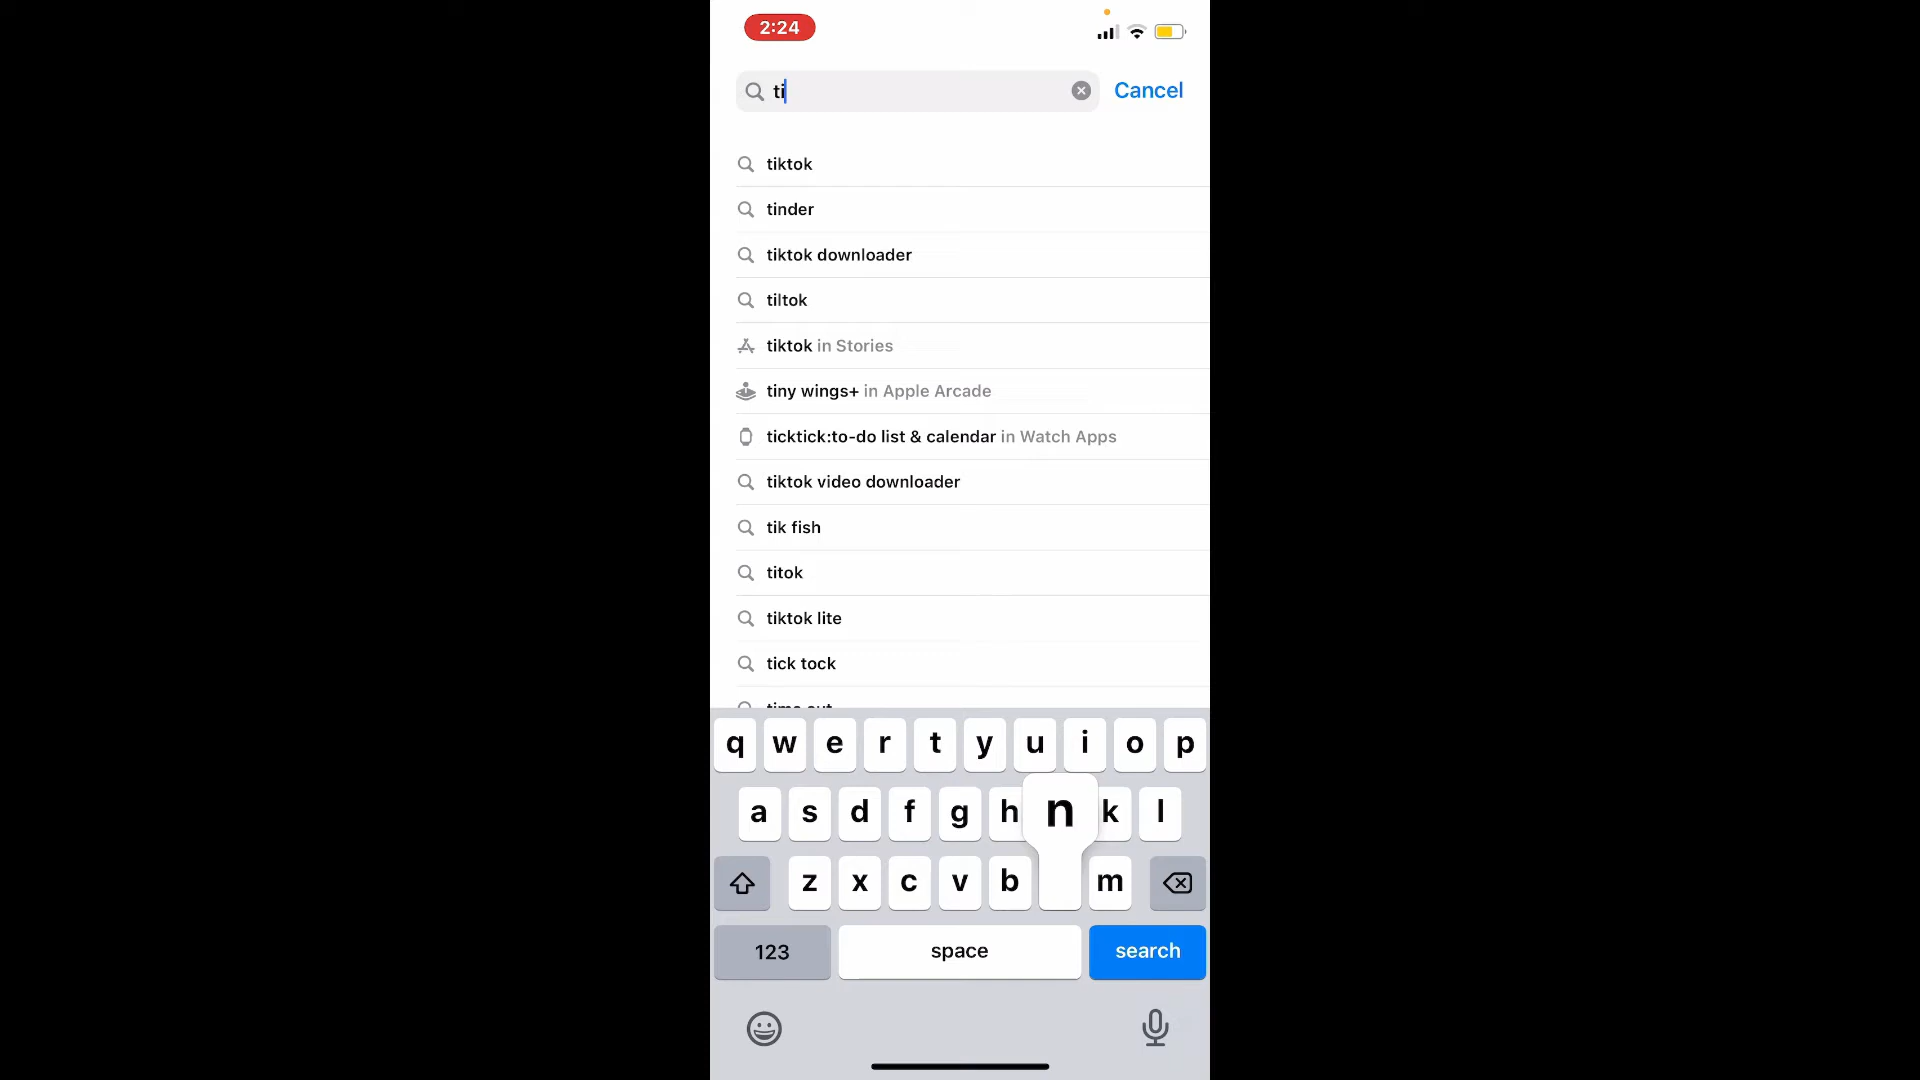 2:24
ti
Cancel
tiktok
tinder
tiktok downloader
tiltok
tiktok in Stories
tiny wings+ in Apple Arcade
ticktick:to-do list & calendar in Watch Apps
tiktok video downloader
tik fish
titok
tiktok lite
tick tock
time out
q w e r t y u i o p
a s d f g h n k l
z x c v b m
123 space search